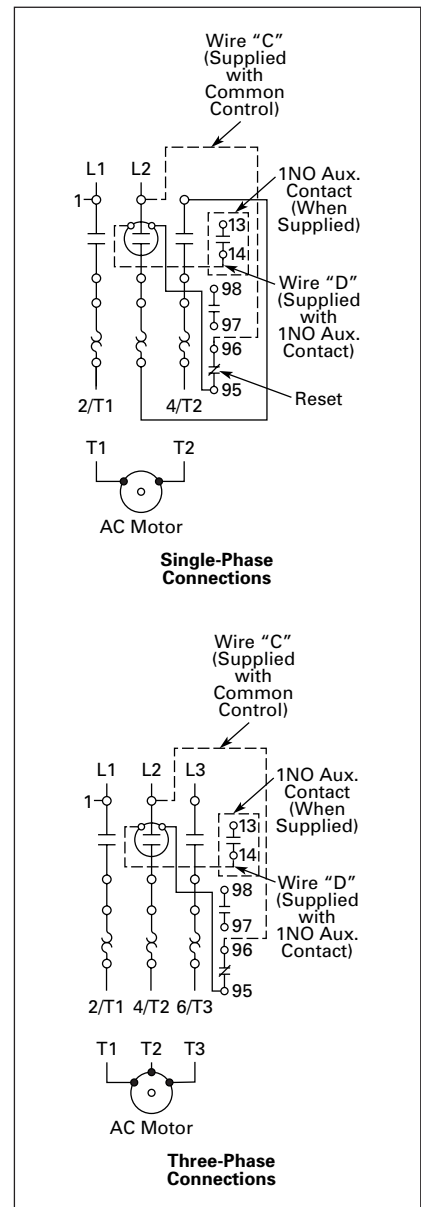 Wire “C”
(Supplied
with
Common
Control)
L1 L2
1NO Aux.
Contact
(When
Supplied)
1
13
14
Wire “D”
(Supplied
with
1NO Aux.
Contact)
98
97
96
95
Reset
2/T1 4/T2
T1 T2
AC Motor
Single-Phase
Connections
Wire “C”
(Supplied
with
Common
Control)
L1 L2 L3
1NO Aux.
Contact
(When
Supplied)
1
13
14
Wire “D”
(Supplied
with
1NO Aux.
Contact)
98
97
96
95
2/T1 4/T2 6/T3
T1 T2 T3
AC Motor
Three-Phase
Connections